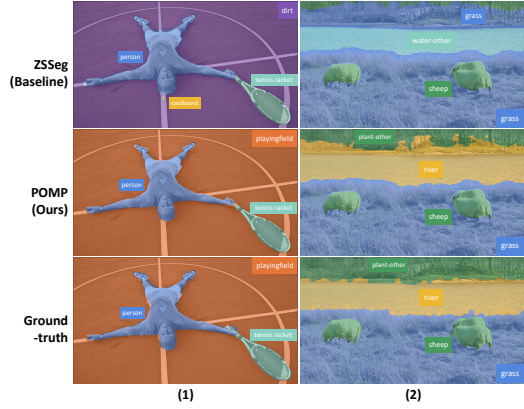 ZSSeg
(Baseline)
dirt
person
cardboard
tennis racket
grass
water-other
sheep
grass
POMP
(Ours)
playingfield
person
tennis racket
plant-other
river
sheep
grass
Ground
-truth
playingfield
person
tennis racket
plant-other
river
sheep
grass
(1)
(2)